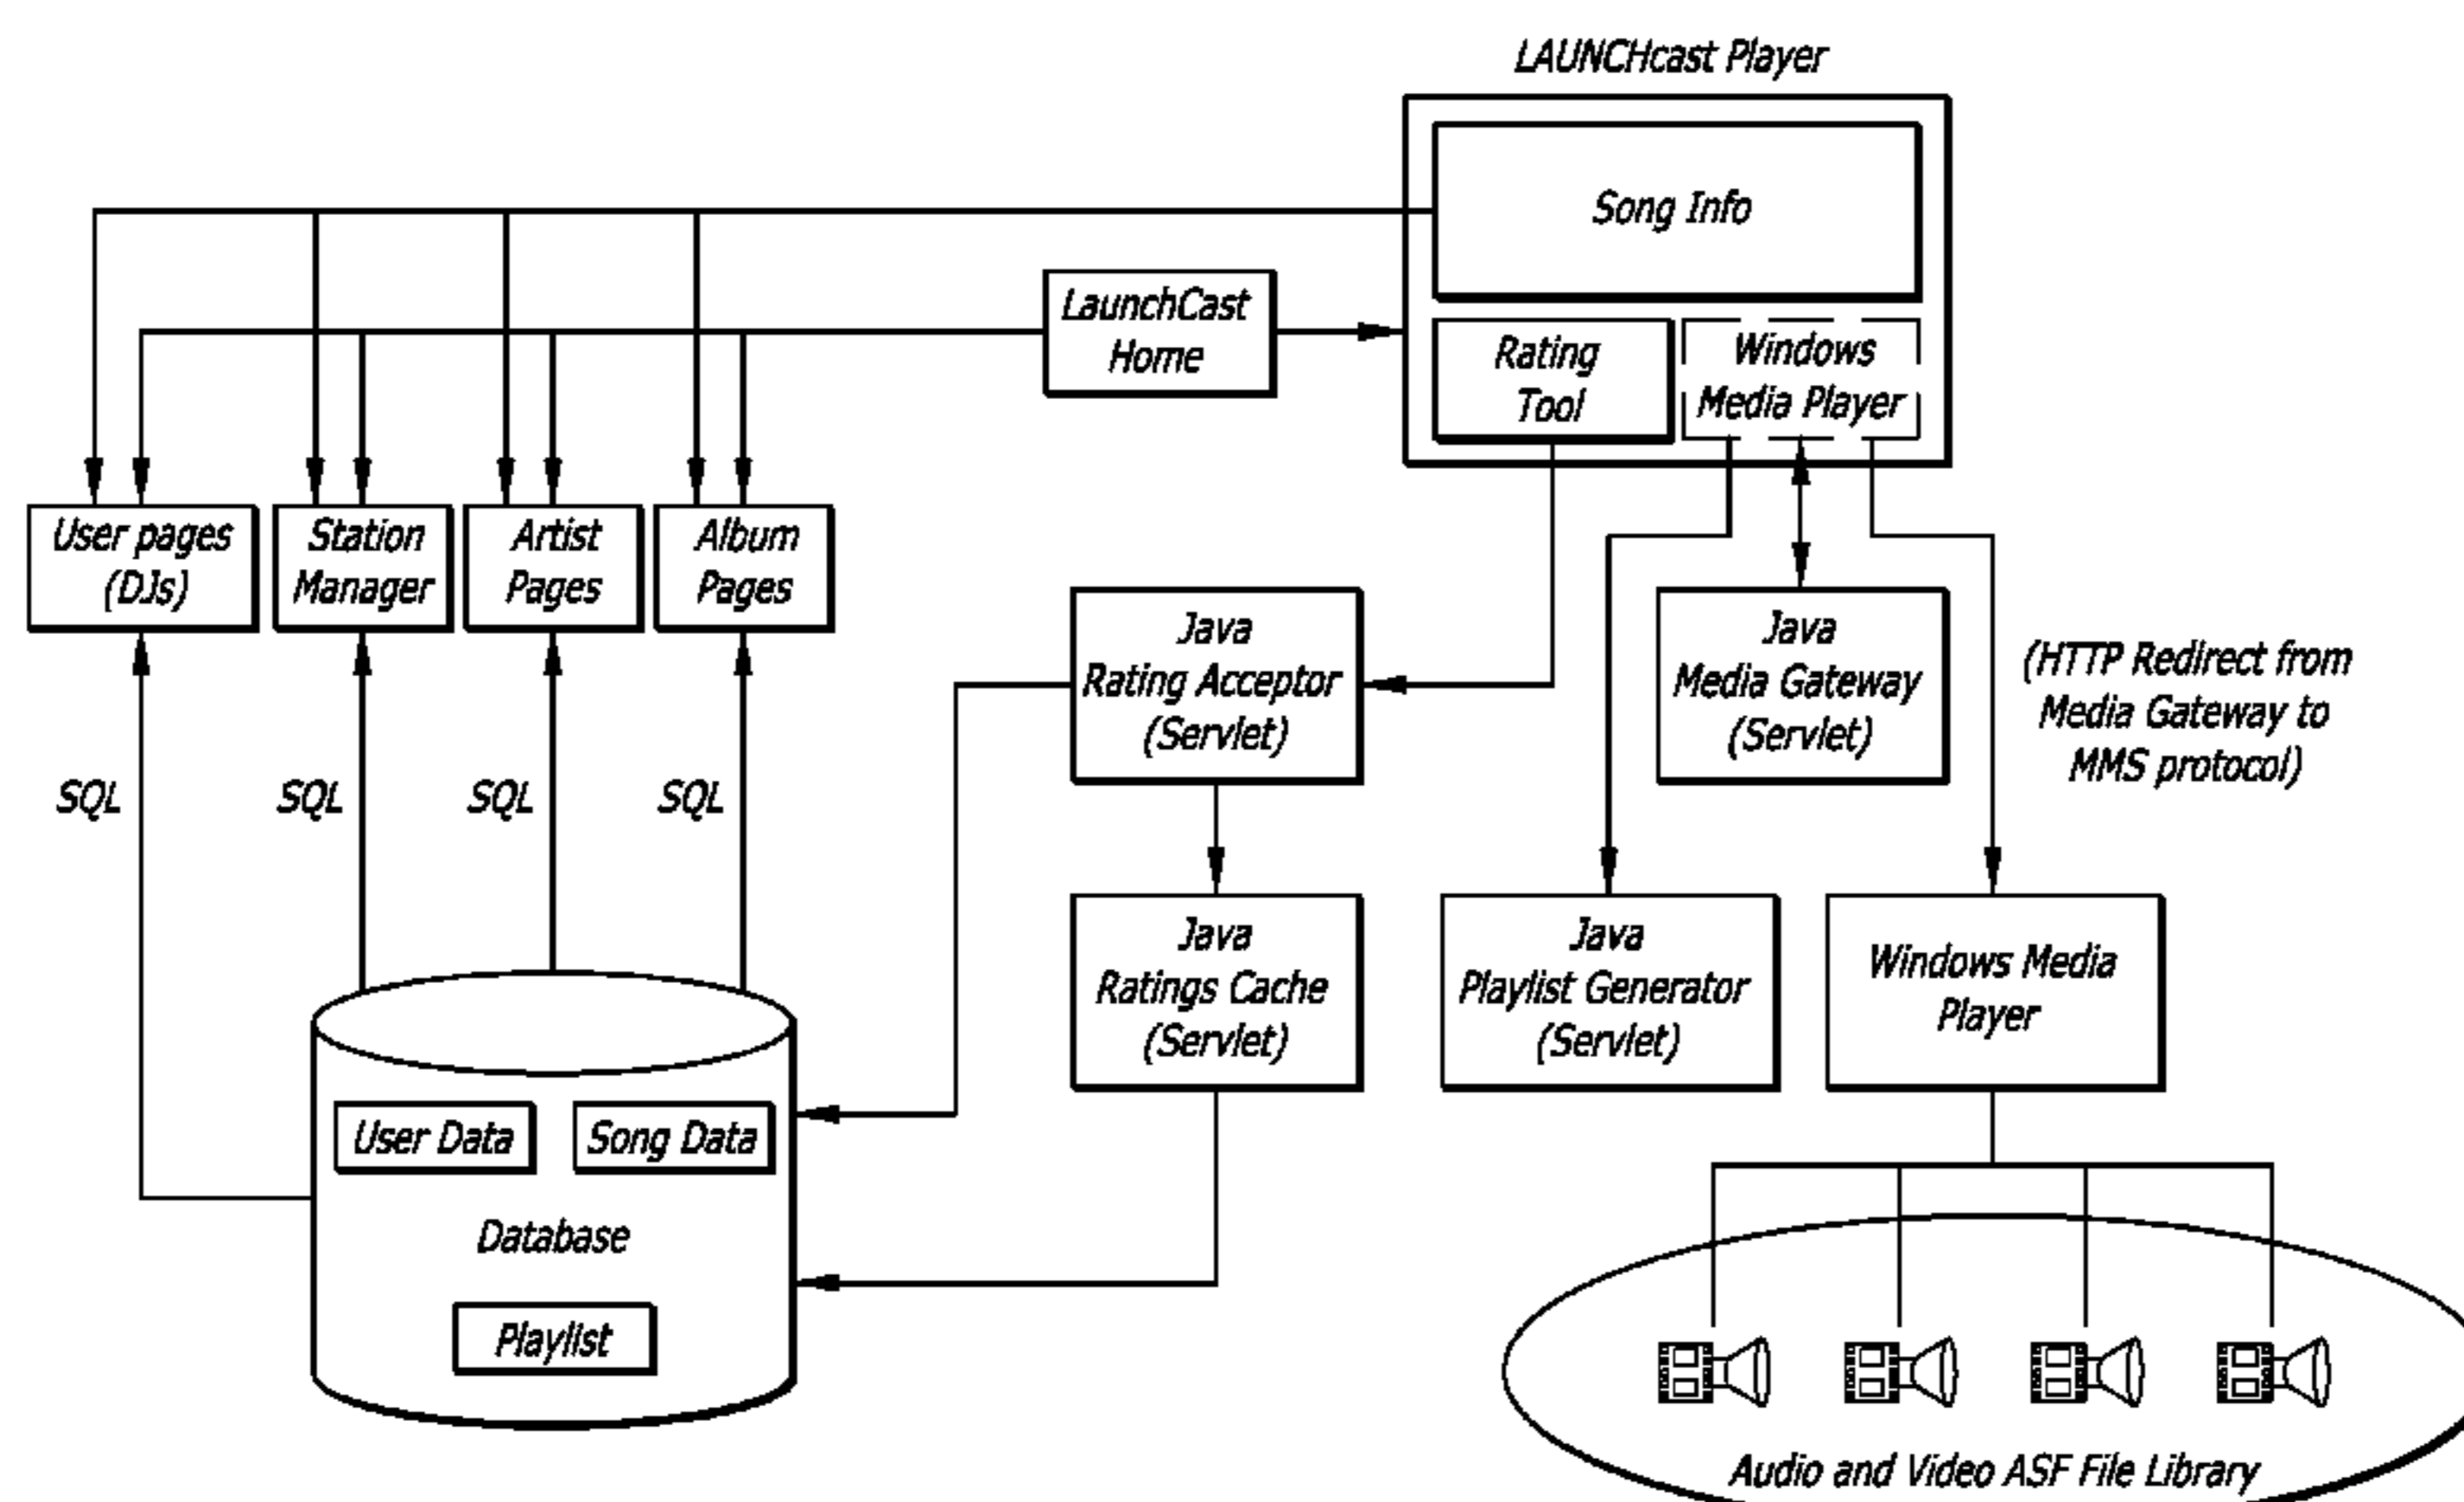 LAUNCHcast Player
Song Info
LaunchCast
Home
Rating
Tool
Windows
Media Player
User pages
(DJs)
Station
Manager
Artist
Pages
Album
Pages
Java
Rating Acceptor
(Servlet)
Java
Media Gateway
(Servlet)
(HTTP Redirect from
Media Gateway to
MMS protocol)
SQL
SQL
SQL
SQL
Java
Ratings Cache
(Servlet)
Java
Playlist Generator
(Servlet)
Windows Media
Player
User Data
Song Data
Database
Playlist
Audio and Video ASF File Library